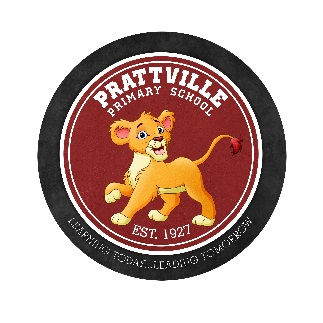 PRATTVILLE
PRIMARY SCHOOL
EST. 1927
LEARNING TODAY...LEADING TOMORROW